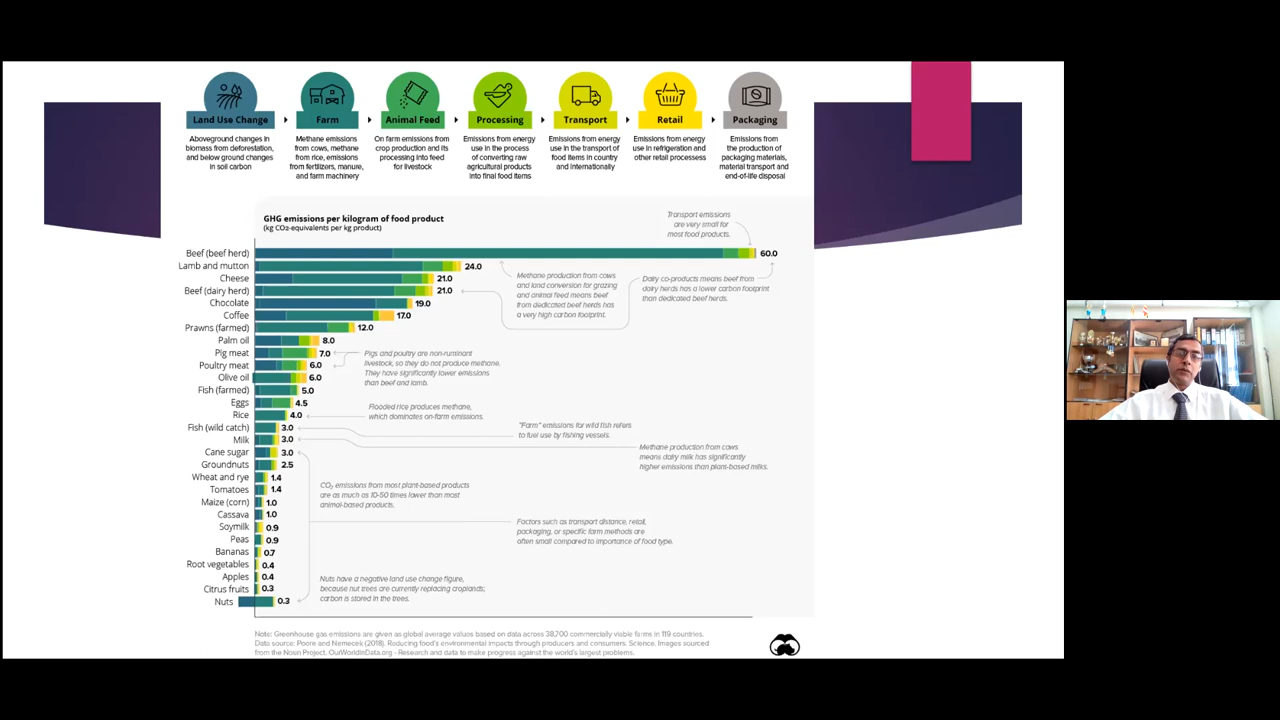 Land Use Change
Farm
Animal Feed
Processing
Transport
Retail
Packaging
Aboveground changes in
biomass from deforestation,
and below ground changes
in soil carbon
Methane emissions
from cows, methane
from rice, emissions
from fertilizers, manure,
and farm machinery
On farm emissions from
crop production and its
processing into feed
for livestock
Emissions from energy
use in the process
of converting raw
agricultural products
into final food items
Emissions from energy
use in the transport of
food items in country
and internationally
Emissions from energy
use in refrigeration and
other retail processess
Emissions from
the production of
packaging materials,
material transport and
end-of-life disposal
GHG emissions per kilogram of food product
(kg CO2-equivalents per kg product)
Transport emissions
are very small for
most food products.
Beef (beef herd) 60.0
Lamb and mutton 24.0
Cheese 21.0
Beef (dairy herd) 21.0
Chocolate 19.0
Coffee 17.0
Prawns (farmed) 12.0
Palm oil 8.0
Pig meat 7.0
Poultry meat 6.0
Olive oil 6.0
Fish (farmed) 5.0
Eggs 4.5
Rice 4.0
Fish (wild catch) 3.0
Milk 3.0
Cane sugar 3.0
Groundnuts 2.5
Wheat and rye 1.4
Tomatoes 1.4
Maize (corn) 1.0
Cassava 1.0
Soymilk 0.9
Peas 0.9
Bananas 0.7
Root vegetables 0.4
Apples 0.4
Citrus fruits 0.3
Nuts 0.3
Methane production from cows
and land conversion for grazing
and animal feed means beef
from dedicated beef herds has
a very high carbon footprint.
Dairy co-products means beef from
dairy herds has a lower carbon footprint
than dedicated beef herds.
Pigs and poultry are non-ruminant
livestock, so they do not produce methane.
They have significantly lower emissions
than beef and lamb.
Flooded rice produces methane,
which dominates on-farm emissions.
"Farm" emissions for wild fish refers
to fuel use by fishing vessels.
Methane production from cows
means dairy milk has significantly
higher emissions than plant-based milks.
CO₂ emissions from most plant-based products
are as much as 10-50 times lower than most
animal-based products.
Factors such as transport distance, retail,
packaging, or specific farm methods are
often small compared to importance of food type.
Nuts have a negative land use change figure,
because nut trees are currently replacing croplands;
carbon is stored in the trees.
Note: Greenhouse gas emissions are given as global average values based on data across 38,700 commercially viable farms in 119 countries.
Data source: Poore and Nemecek (2018). Reducing food's environmental impacts through producers and consumers. Science. Images sourced
from the Noun Project. OurWorldinData.org - Research and data to make progress against the world's largest problems.